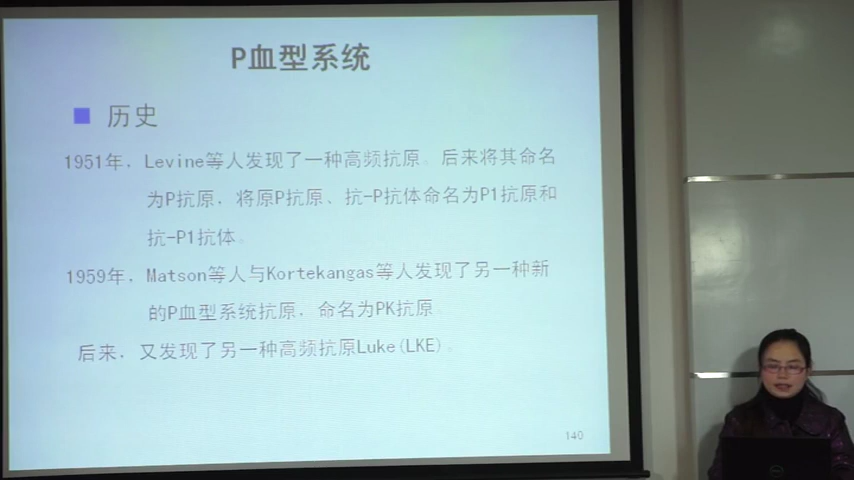 P血型系统
历史
1951年，Levine等人发现了一种高频抗原。后来将其命名
为P抗原，将原P抗原、抗-P抗体命名为P1抗原和
抗-P1抗体。
1959年，Matson等人与Kortekangas等人发现了另一种新
的P血型系统抗原，命名为PK抗原。
后来，又发现了另一种高频抗原Luke(LKE)。
140
DELL